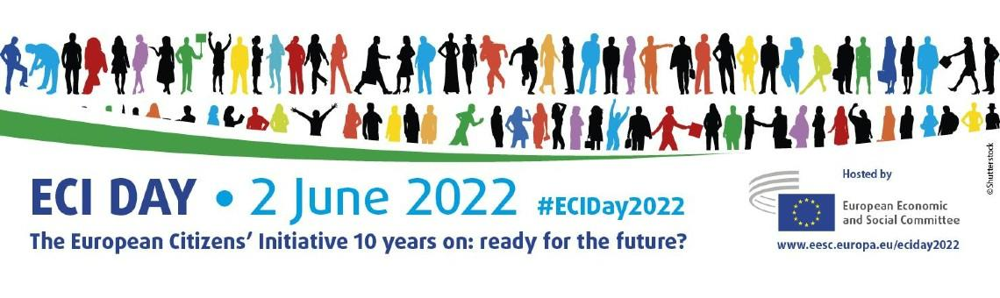 ECI DAY • 2 June 2022 #ECIDay2022
The European Citizens’ Initiative 10 years on: ready for the future?
Hosted by
European Economic
and Social Committee
www.eesc.europa.eu/eciday2022
©Shutterstock